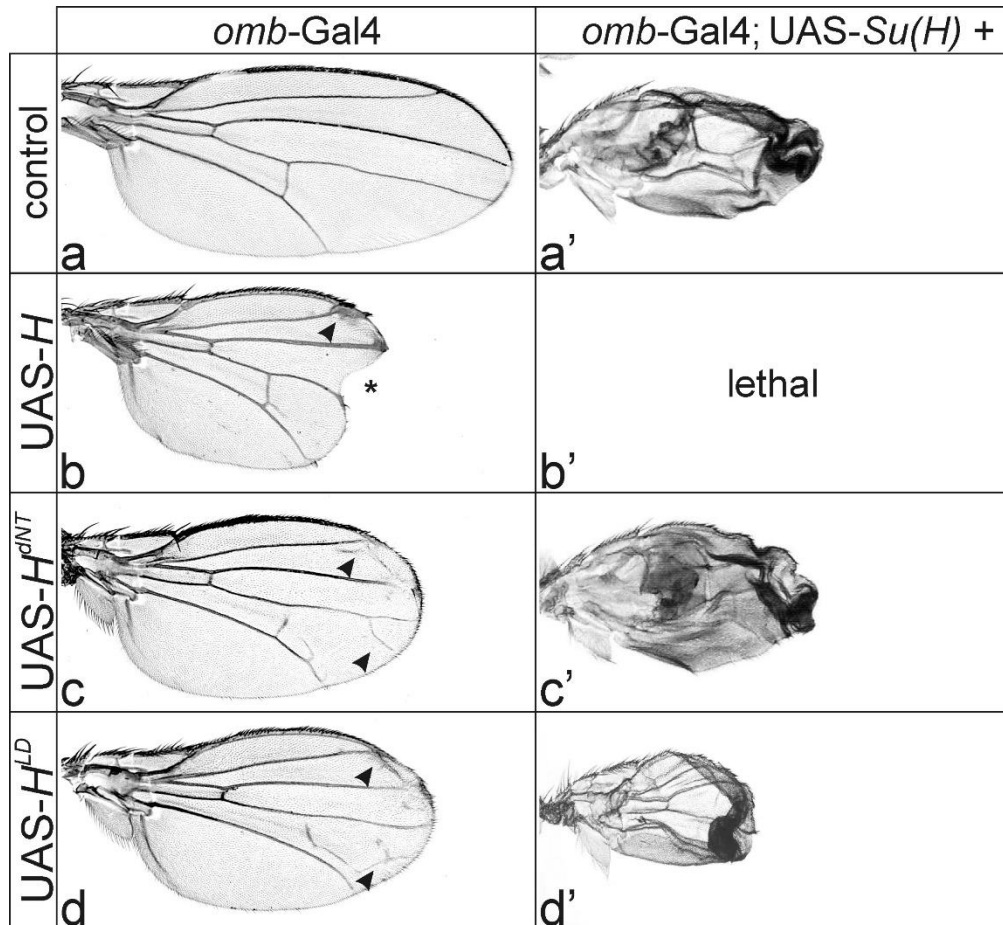 omb-Gal4
omb-Gal4; UAS-Su(H) +
control
a
a’
UAS-H
*
b
lethal
b’
UAS-H^dNT
c
c’
UAS-H^LD
d
d’